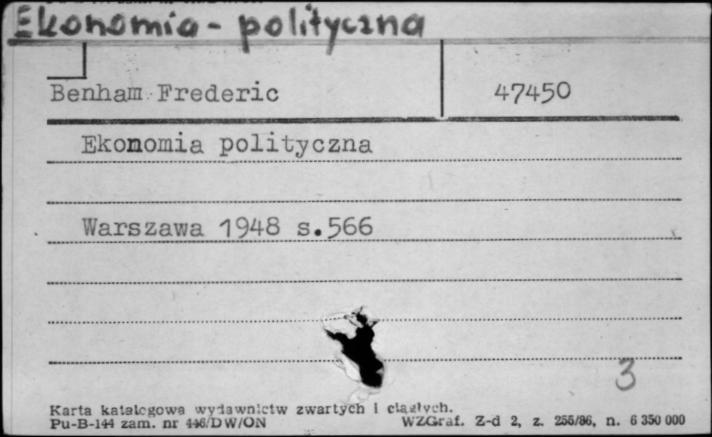 Ekonomia - polityczna
Benham Frederic 47450
Ekonomia polityczna
Warszawa 1948 s.566
3
Karta katalogowa wydawnictw zwartych i ciągłych.
Pu-B-144 zam. nr 446/DW/ON WZGraf. Z-d 2, z. 256/86, n. 6 350 000